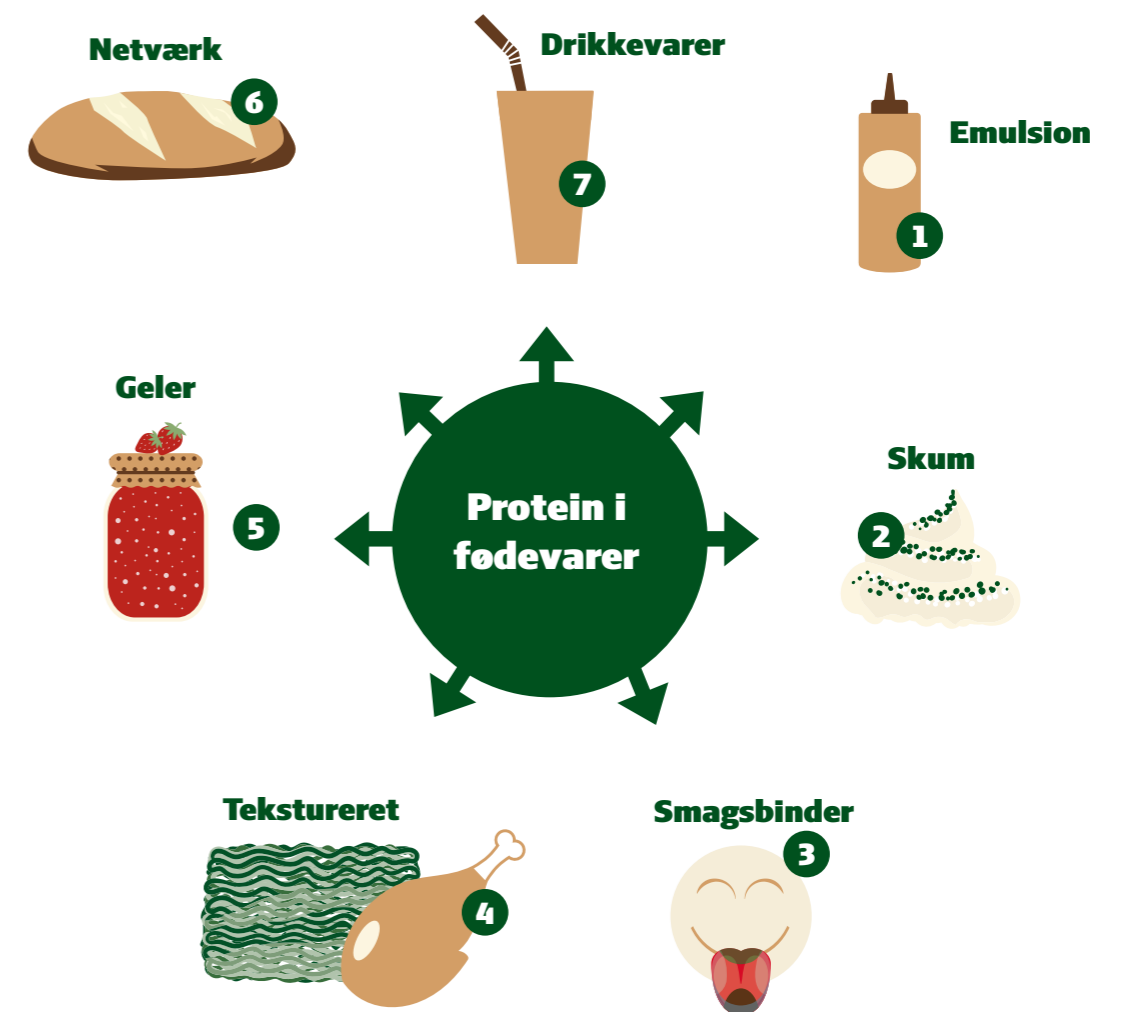 Netværk
6
Drikkevarer
7
Emulsion
1
Geler
5
Protein i
fødevarer
Skum
2
Tekstureret
4
Smagsbinder
3